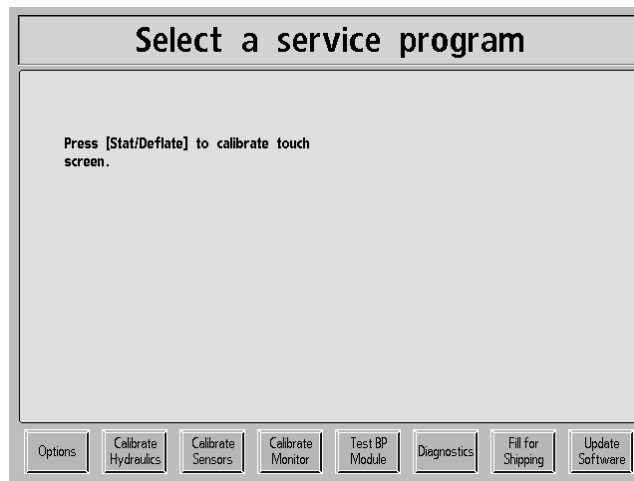 Select a service program
Press [Stat/Deflate] to calibrate touch
screen.
Options
Calibrate
Hydraulics
Calibrate
Sensors
Calibrate
Monitor
Test BP
Module
Diagnostics
Fill for
Shipping
Update
Software